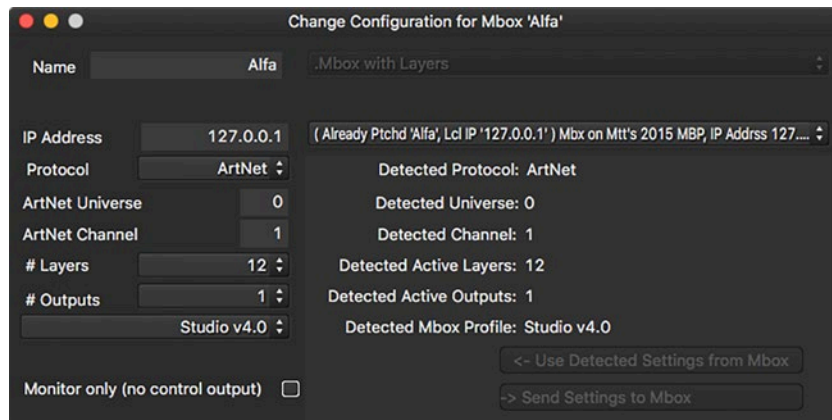 Change Configuration for Mbox 'Alfa'
Name Alfa .Mbox with Layers
IP Address 127.0.0.1 ( Already Ptchd 'Alfa', Lcl IP '127.0.0.1' ) Mbx on Mtt's 2015 MBP, IP Addrss 127....
Protocol ArtNet Detected Protocol: ArtNet
ArtNet Universe 0 Detected Universe: 0
ArtNet Channel 1 Detected Channel: 1
# Layers 12 Detected Active Layers: 12
# Outputs 1 Detected Active Outputs: 1
Studio v4.0 Detected Mbox Profile: Studio v4.0
<- Use Detected Settings from Mbox
Monitor only (no control output)
-> Send Settings to Mbox